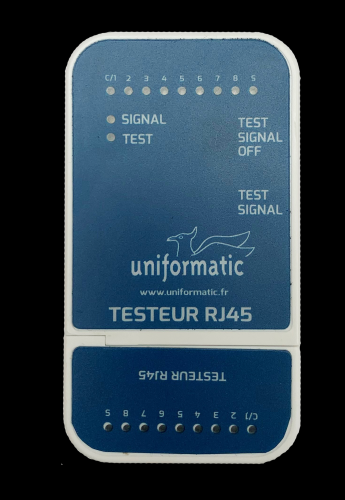 C/1 2 3 4 5 6 7 8 S
SIGNAL
TEST
TEST
SIGNAL
OFF
TEST
SIGNAL
uniformatic
www.uniformatic.fr
TESTEUR RJ45
TESTEUR RJ45
C/1 2 3 4 5 6 7 8 S